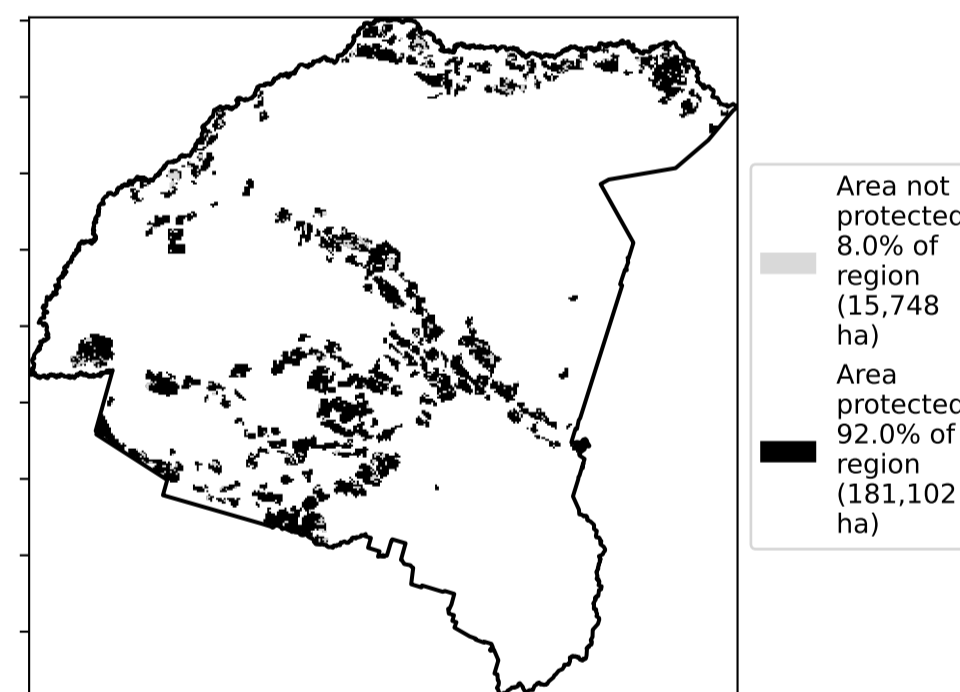 Area not
protected
8.0% of
region
(15,748
ha)
Area
protected
92.0% of
region
(181,102
ha)